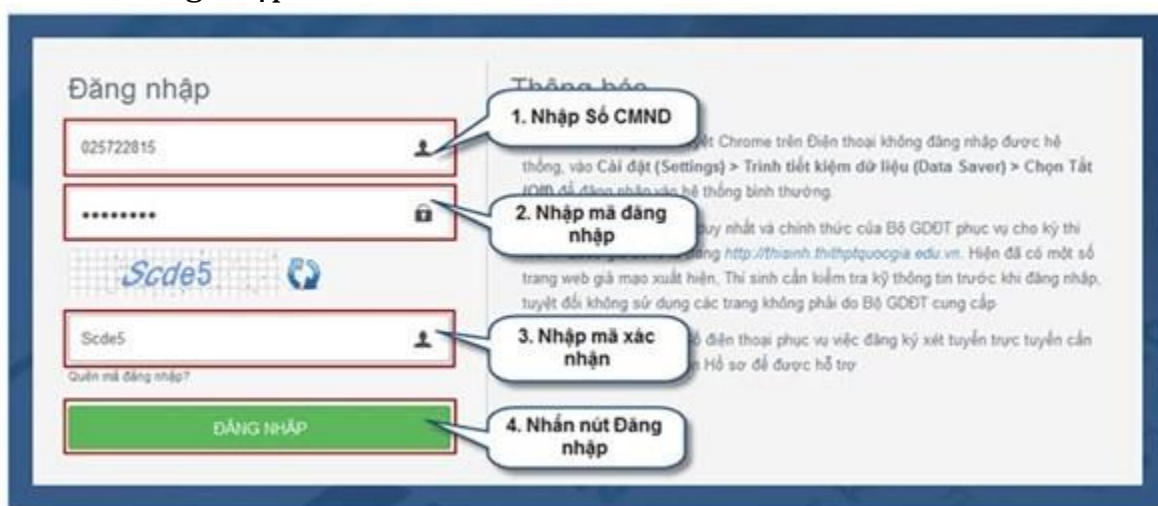 Đăng nhập
025722815
••••••••
Scde5
Scde5
Quên mã đăng nhập?
ĐĂNG NHẬP
1. Nhập Số CMND
2. Nhập mã đăng
nhập
3. Nhập mã xác
nhận
4. Nhấn nút Đăng
nhập
Thông báo
Chrome trên Điện thoại không đăng nhập được hệ
thống, vào Cài đặt (Settings) > Trình tiết kiệm dữ liệu (Data Saver) > Chọn Tắt
để đăng nhập vào hệ thống bình thường.
duy nhất và chính thức của Bộ GDĐT phục vụ cho kỳ thi
http://thisinh.thithptquocgia.edu.vn. Hiện đã có một số
trang web giả mạo xuất hiện, Thí sinh cần kiểm tra kỹ thông tin trước khi đăng nhập,
tuyệt đối không sử dụng các trang không phải do Bộ GDĐT cung cấp
điện thoại phục vụ việc đăng ký xét tuyển trực tuyến cần
Hồ sơ để được hỗ trợ